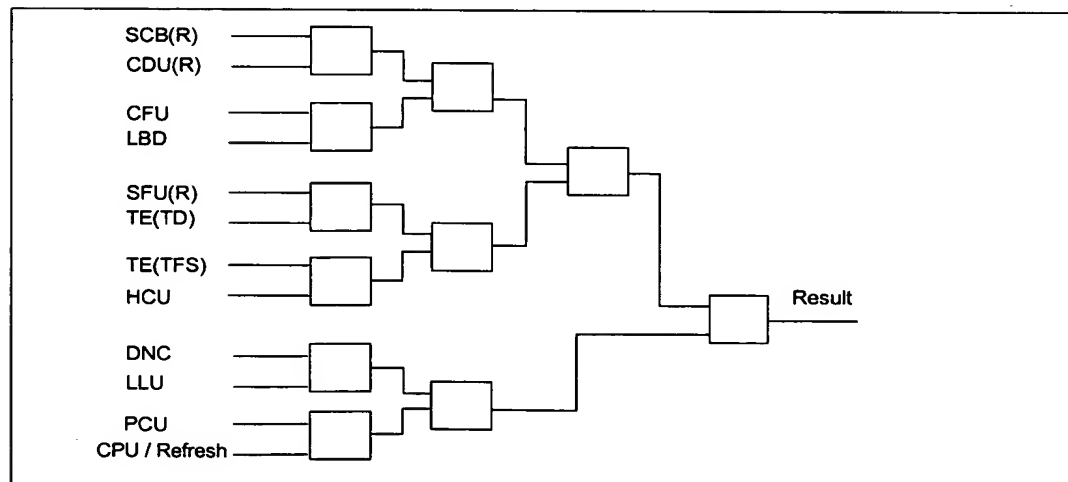 SCB(R)
CDU(R)
CFU
LBD
SFU(R)
TE(TD)
TE(TFS)
HCU
Result
DNC
LLU
PCU
CPU / Refresh